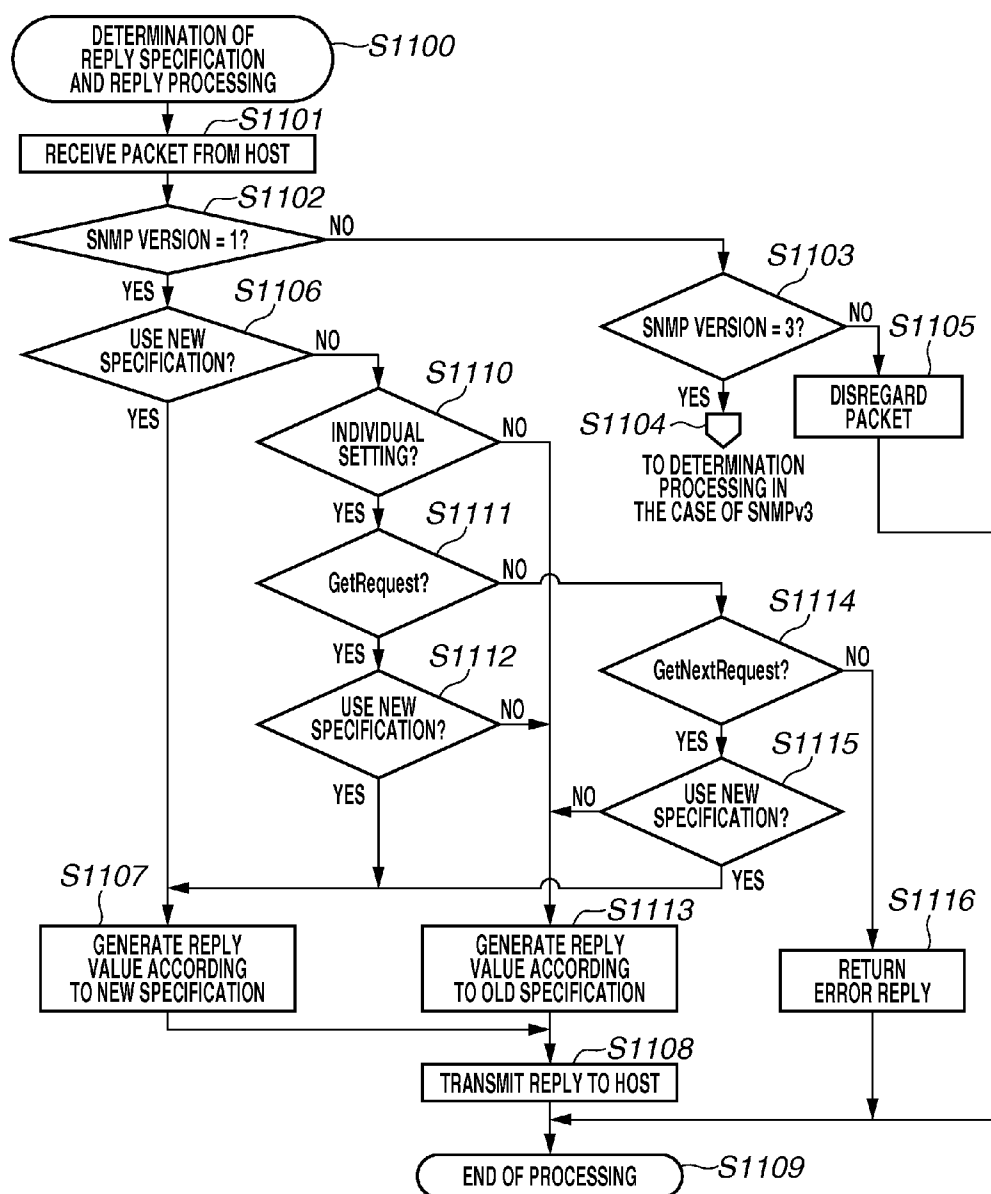 DETERMINATION OF
REPLY SPECIFICATION
AND REPLY PROCESSING
S1100
S1101
RECEIVE PACKET FROM HOST
S1102
SNMP VERSION = 1?
NO
YES
S1103
SNMP VERSION = 3?
NO
YES
S1105
DISREGARD
PACKET
S1104
TO DETERMINATION
PROCESSING IN
THE CASE OF SNMPv3
S1106
USE NEW
SPECIFICATION?
NO
YES
S1110
INDIVIDUAL
SETTING?
NO
YES
S1111
GetRequest?
NO
YES
S1112
USE NEW
SPECIFICATION?
NO
YES
S1114
GetNextRequest?
NO
YES
S1115
USE NEW
SPECIFICATION?
NO
YES
S1107
GENERATE REPLY
VALUE ACCORDING
TO NEW SPECIFICATION
S1113
GENERATE REPLY
VALUE ACCORDING
TO OLD SPECIFICATION
S1116
RETURN
ERROR REPLY
S1108
TRANSMIT REPLY TO HOST
END OF PROCESSING
S1109